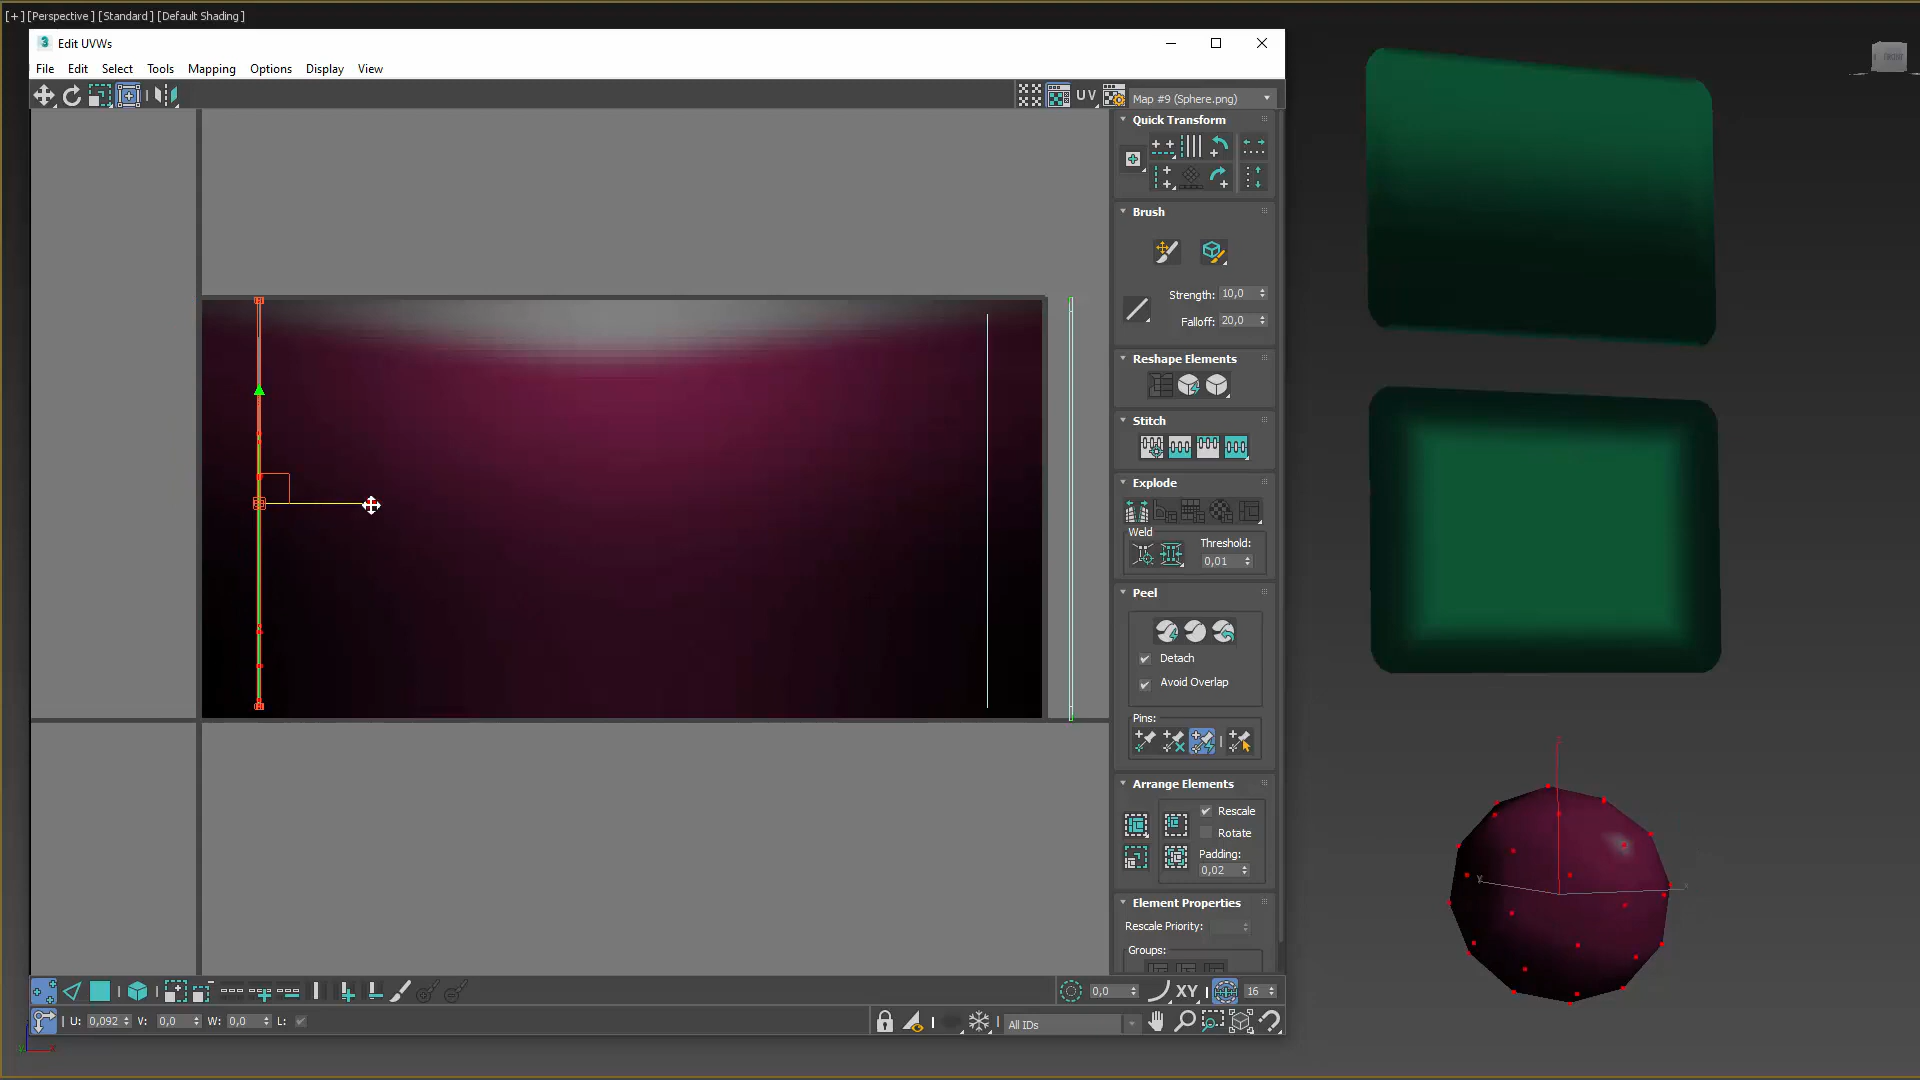 [+] [Perspective ] [Standard ] [Default Shading ]
3 Edit UVWs
File Edit Select Tools Mapping Options Display View
UV Map #9 (Sphere.png)
Quick Transform
Brush
Strength: 10,0
Falloff: 20,0
Reshape Elements
Stitch
Explode
Weld
Threshold:
0,01
Peel
Detach
Avoid Overlap
Pins:
Arrange Elements
Rescale
Rotate
Padding:
0,02
Element Properties
Rescale Priority:
Groups:
0,0 XY 16
U: 0,092 V: 0,0 W: 0,0 L: All IDs